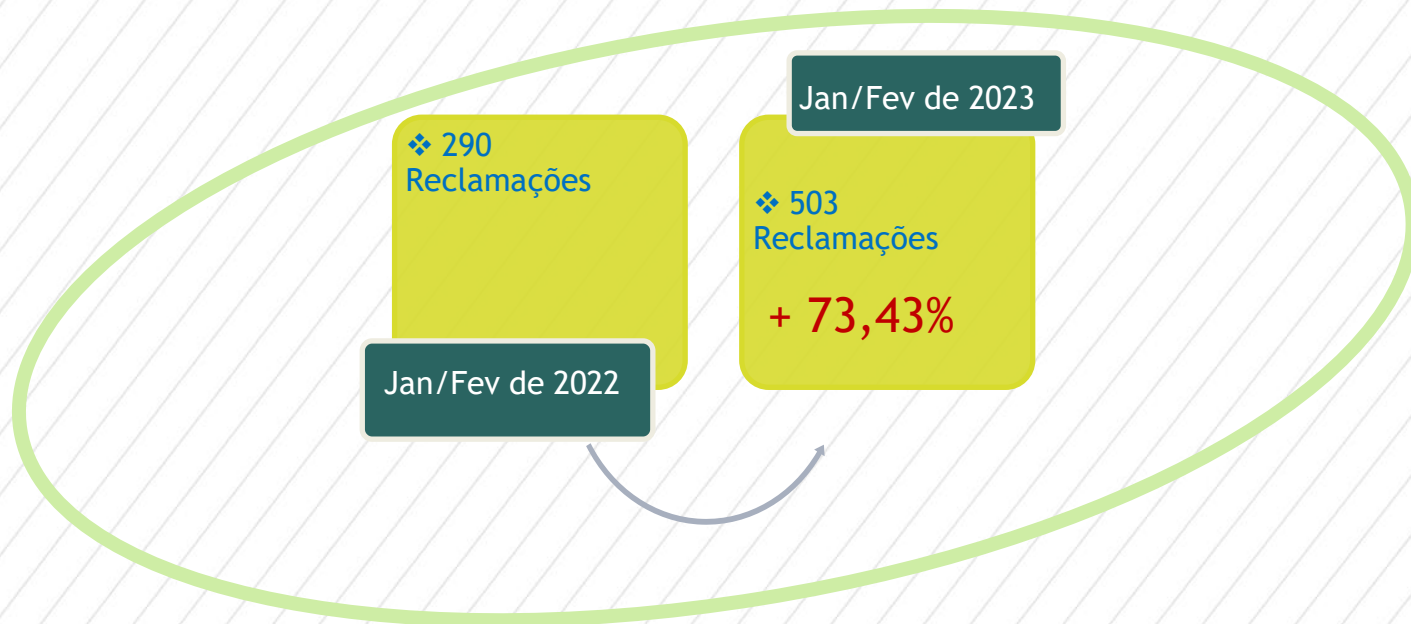 ❖ 290
Reclamações
Jan/Fev de 2022
Jan/Fev de 2023
❖ 503
Reclamações
+ 73,43%